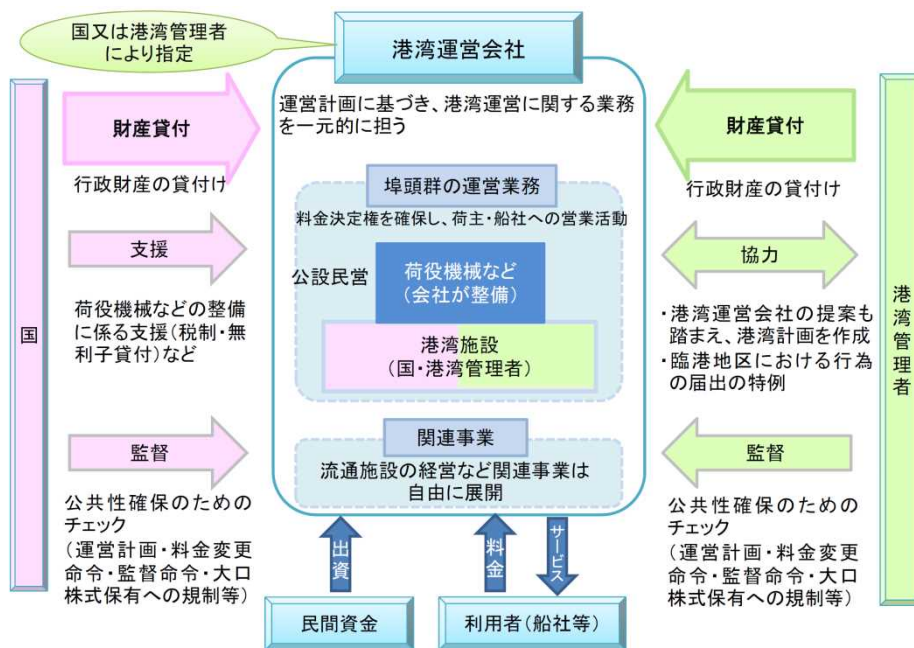 国又は港湾管理者
により指定
港湾運営会社
運営計画に基づき、港湾運営に関する業務
を一元的に担う
国
財産貸付
行政財産の貸付け
支援
荷役機械などの整備
に係る支援(税制・無
利子貸付)など
監督
公共性確保のための
チェック
(運営計画・料金変更
命令・監督命令・大口
株式保有への規制等)
埠頭群の運営業務
料金決定権を確保し、荷主・船社への営業活動
公設民営
荷役機械など
(会社が整備)
港湾施設
(国・港湾管理者)
関連事業
流通施設の経営など関連事業は
自由に展開
出資
料金
サービス
民間資金
利用者(船社等)
財産貸付
行政財産の貸付け
協力
・港湾運営会社の提案も
踏まえ、港湾計画を作成
・臨港地区における行為
の届出の特例
監督
公共性確保のための
チェック
(運営計画・料金変更
命令・監督命令・大口
株式保有への規制等)
港湾管理者